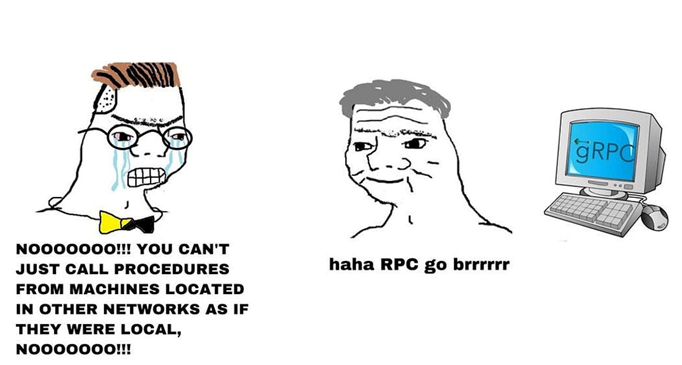 NOOOOOOO!!! YOU CAN'T
JUST CALL PROCEDURES
FROM MACHINES LOCATED
IN OTHER NETWORKS AS IF
THEY WERE LOCAL,
NOOOOOOO!!!
haha RPC go brrrrrr
gRPC